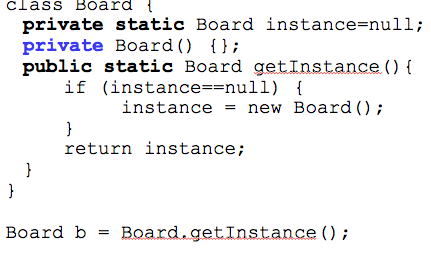 class Board {
private static Board instance=null;
private Board() {};
public static Board getInstance(){
if (instance==null) {
instance = new Board();
}
return instance;
}
}
Board b = Board.getInstance();